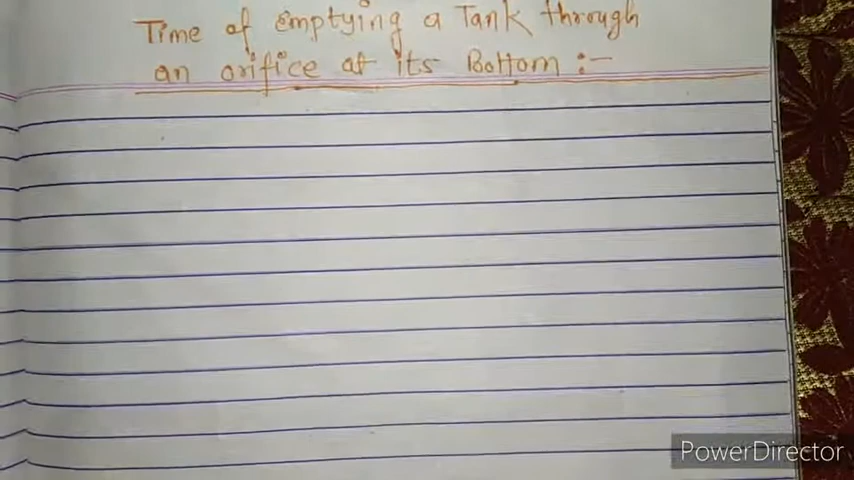 Time of emptying a Tank through
an orifice at its Bottom :-
PowerDirector